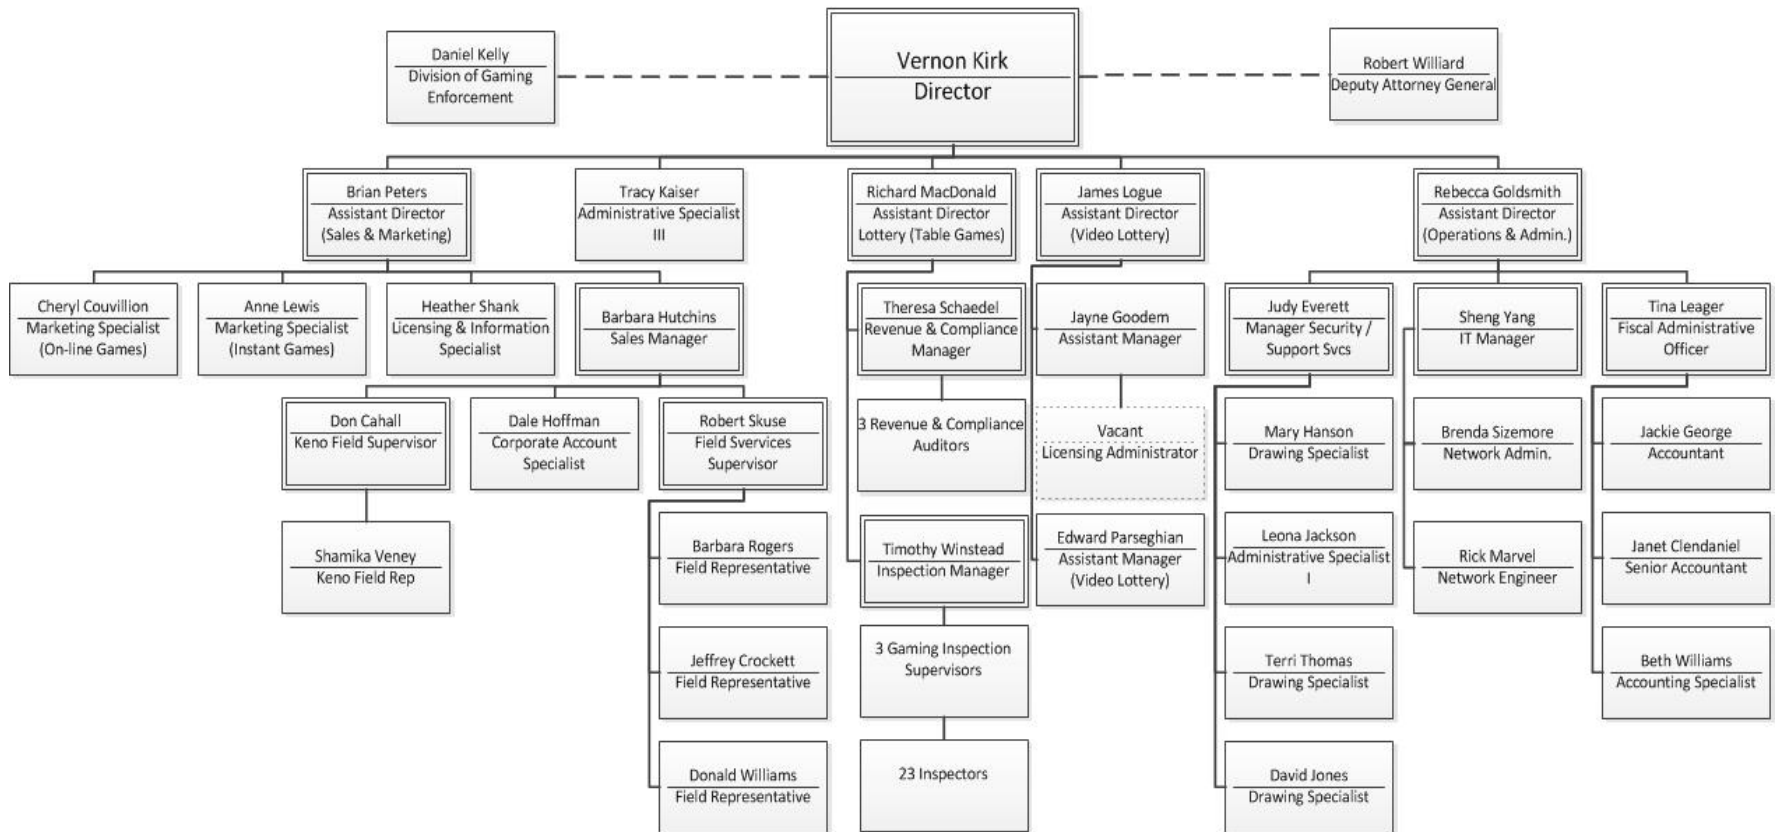 Daniel Kelly
Division of Gaming
Enforcement
Vernon Kirk
Director
Robert Williard
Deputy Attorney General
Brian Peters
Assistant Director
(Sales & Marketing)
Tracy Kaiser
Administrative Specialist
III
Richard MacDonald
Assistant Director
Lottery (Table Games)
James Logue
Assistant Director
(Video Lottery)
Rebecca Goldsmith
Assistant Director
(Operations & Admin.)
Cheryl Couvillion
Marketing Specialist
(On-line Games)
Anne Lewis
Marketing Specialist
(Instant Games)
Heather Shank
Licensing & Information
Specialist
Barbara Hutchins
Sales Manager
Theresa Schaedel
Revenue & Compliance
Manager
Jayne Goodem
Assistant Manager
Judy Everett
Manager Security /
Support Svcs
Sheng Yang
IT Manager
Tina Leager
Fiscal Administrative
Officer
Don Cahall
Keno Field Supervisor
Dale Hoffman
Corporate Account
Specialist
Robert Skuse
Field Svervices
Supervisor
3 Revenue & Compliance
Auditors
Vacant
Licensing Administrator
Mary Hanson
Drawing Specialist
Brenda Sizemore
Network Admin.
Jackie George
Accountant
Shamika Veney
Keno Field Rep
Barbara Rogers
Field Representative
Timothy Winstead
Inspection Manager
Edward Parseghian
Assistant Manager
(Video Lottery)
Leona Jackson
Administrative Specialist
I
Rick Marvel
Network Engineer
Janet Clendaniel
Senior Accountant
Jeffrey Crockett
Field Representative
3 Gaming Inspection
Supervisors
Terri Thomas
Drawing Specialist
Beth Williams
Accounting Specialist
Donald Williams
Field Representative
23 Inspectors
David Jones
Drawing Specialist